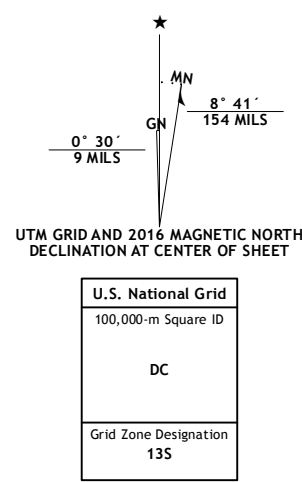 ★
MN
GN
8° 41´
154 MILS
0° 30´
9 MILS
UTM GRID AND 2016 MAGNETIC NORTH
DECLINATION AT CENTER OF SHEET
U.S. National Grid
100,000-m Square ID
DC
Grid Zone Designation
13S